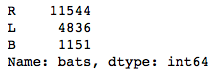 R    11544
L     4836
B     1151
Name: bats, dtype: int64